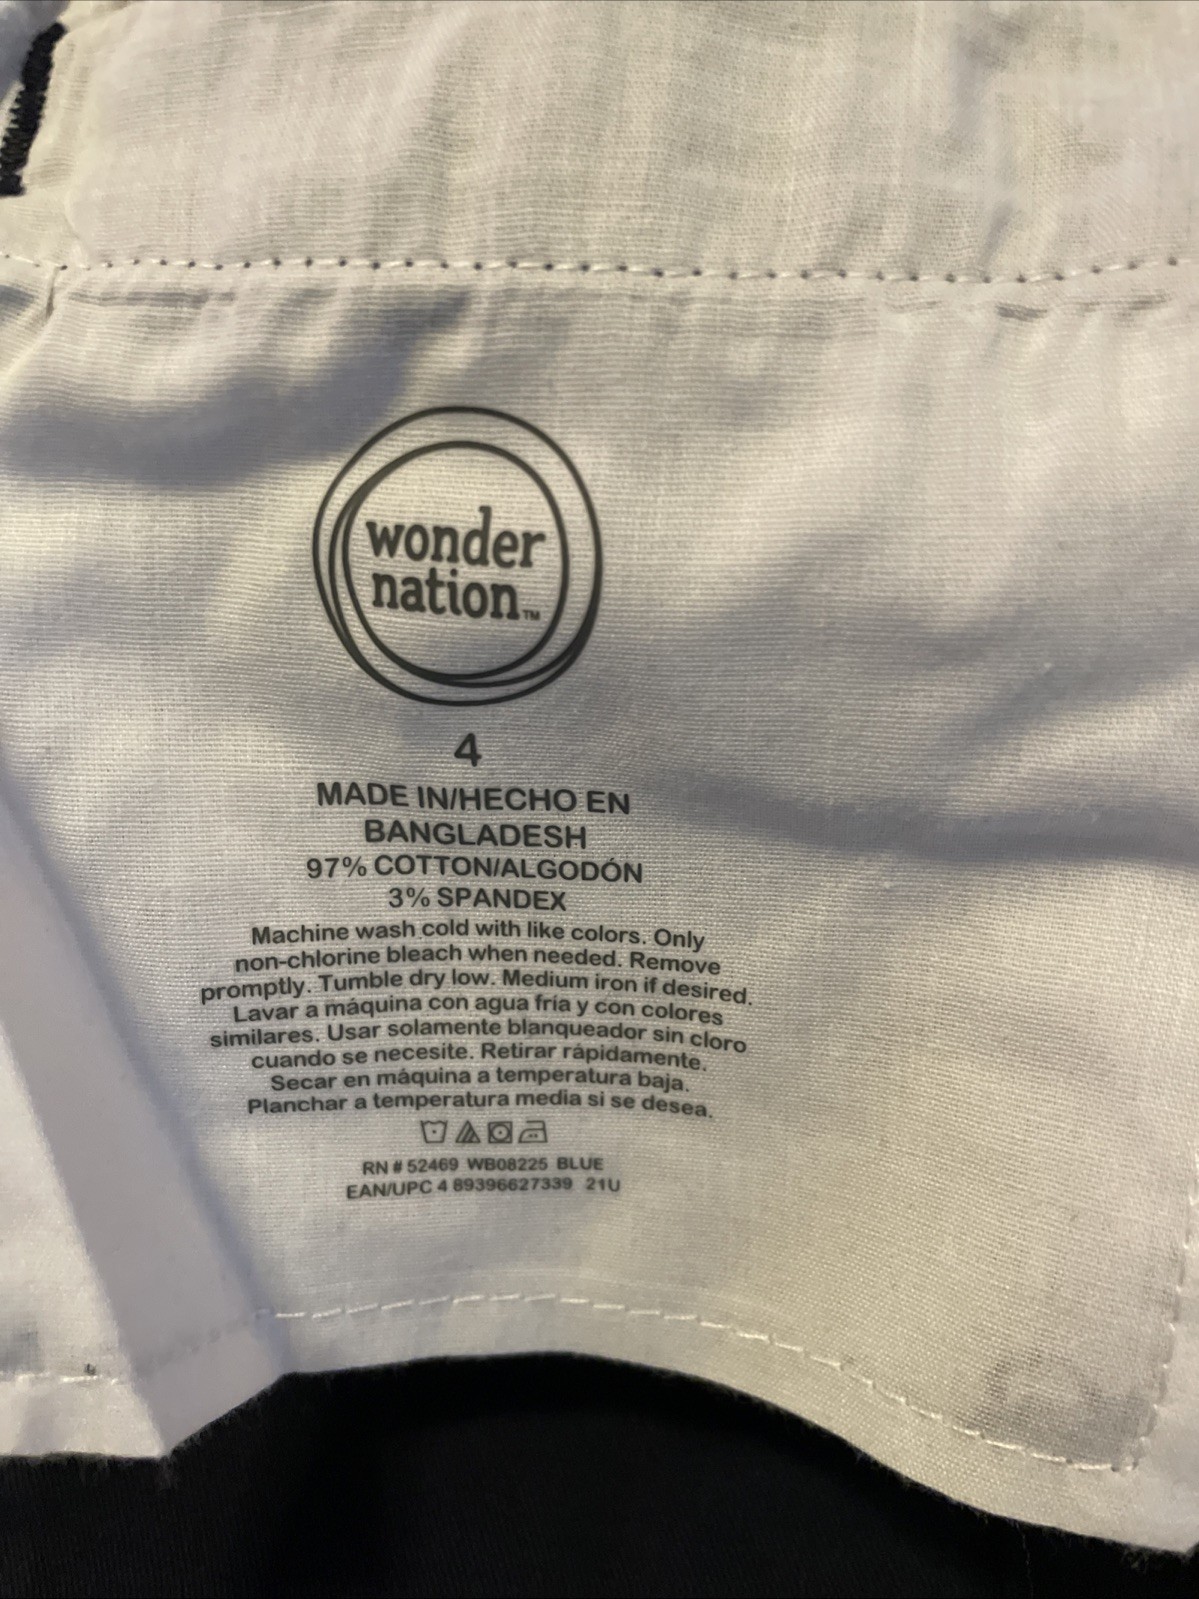 wonder
nation™
4
MADE IN/HECHO EN
BANGLADESH
97% COTTON/ALGODÓN
3% SPANDEX
Machine wash cold with like colors. Only
non-chlorine bleach when needed. Remove
promptly. Tumble dry low. Medium iron if desired.
Lavar a máquina con agua fría y con colores
similares. Usar solamente blanqueador sin cloro
cuando se necesite. Retirar rápidamente.
Secar en máquina a temperatura baja.
Planchar a temperatura media si se desea.
RN # 52469 WB08225 BLUE
EAN/UPC 4 89396627339 21U